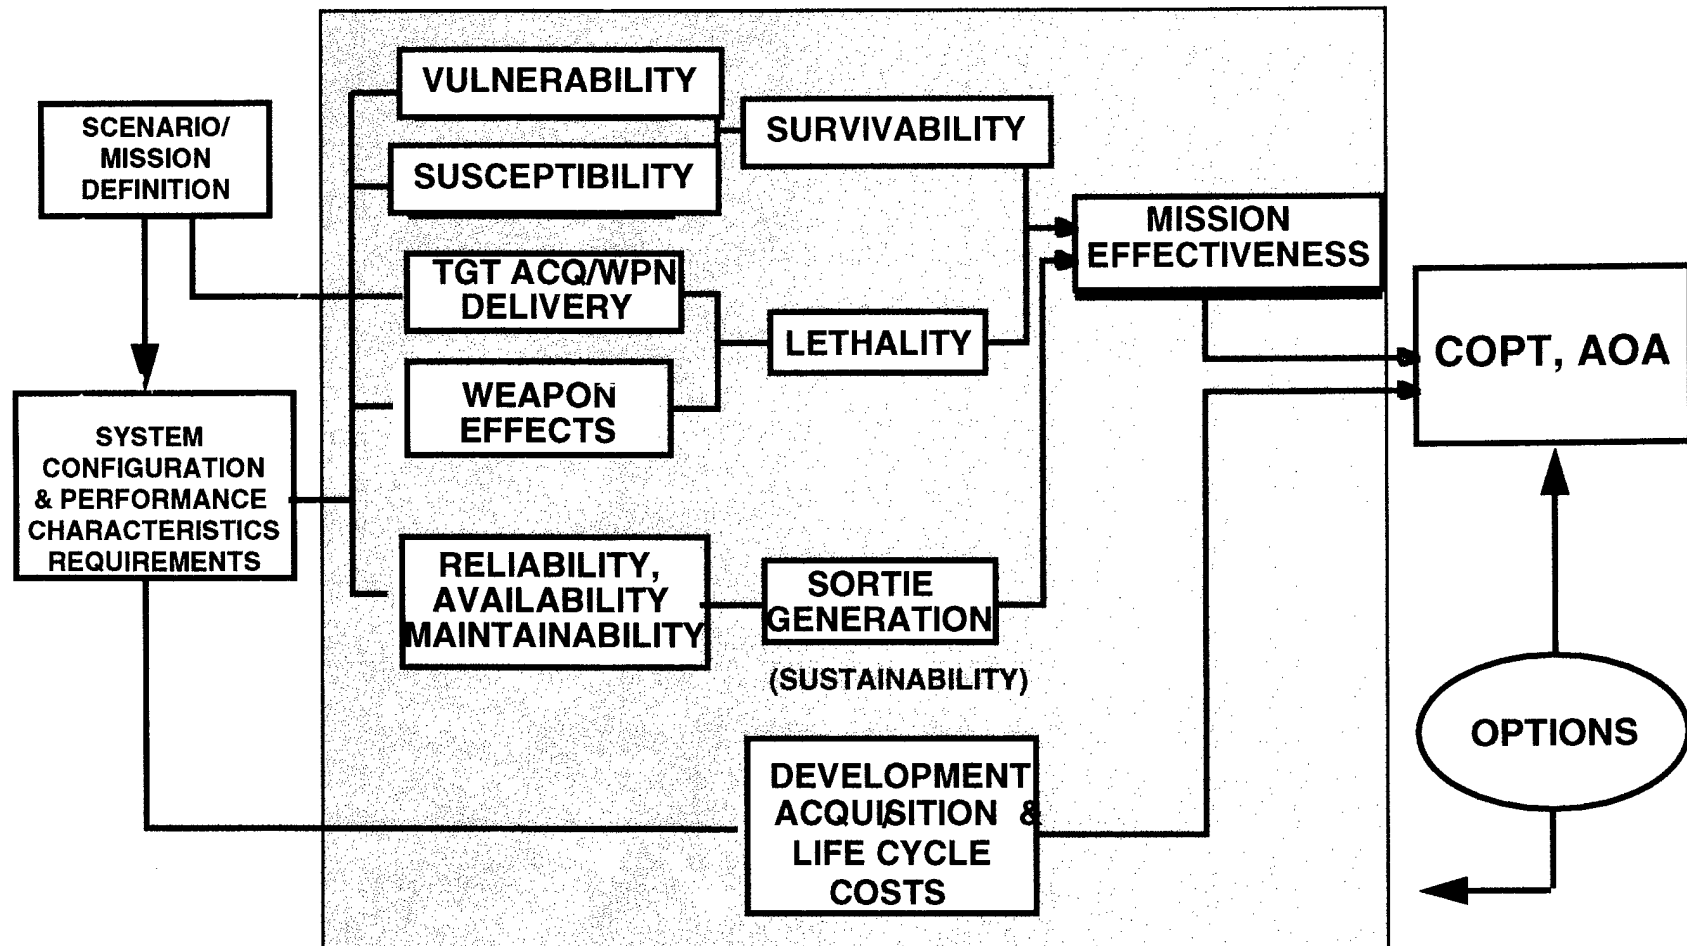 SCENARIO/
MISSION
DEFINITION
SYSTEM
CONFIGURATION
& PERFORMANCE
CHARACTERISTICS
REQUIREMENTS
VULNERABILITY
SUSCEPTIBILITY
TGT ACQ/WPN
DELIVERY
WEAPON
EFFECTS
RELIABILITY,
AVAILABILITY
MAINTAINABILITY
SURVIVABILITY
LETHALITY
SORTIE
GENERATION
(SUSTAINABILITY)
DEVELOPMENT
ACQUISITION &
LIFE CYCLE
COSTS
MISSION
EFFECTIVENESS
COPT, AOA
OPTIONS